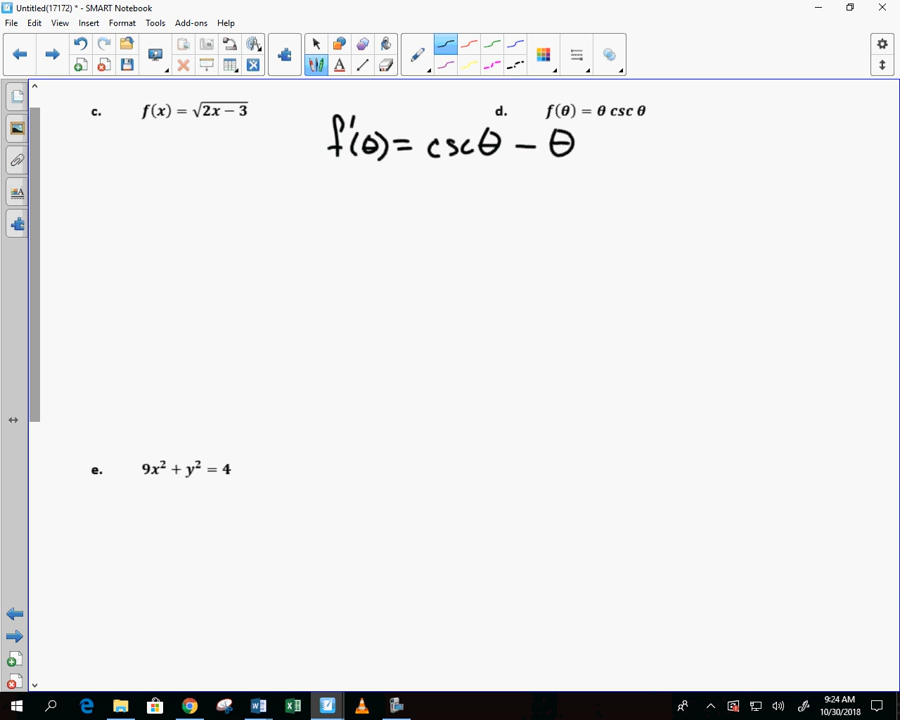 Untitled(17172) * - SMART Notebook
File Edit View Insert Format Tools Add-ons Help
c. f(x) = √(2x − 3) d. f(θ) = θ csc θ
f'(θ) = cscθ − θ
e. 9x² + y² = 4
9:24 AM
10/30/2018